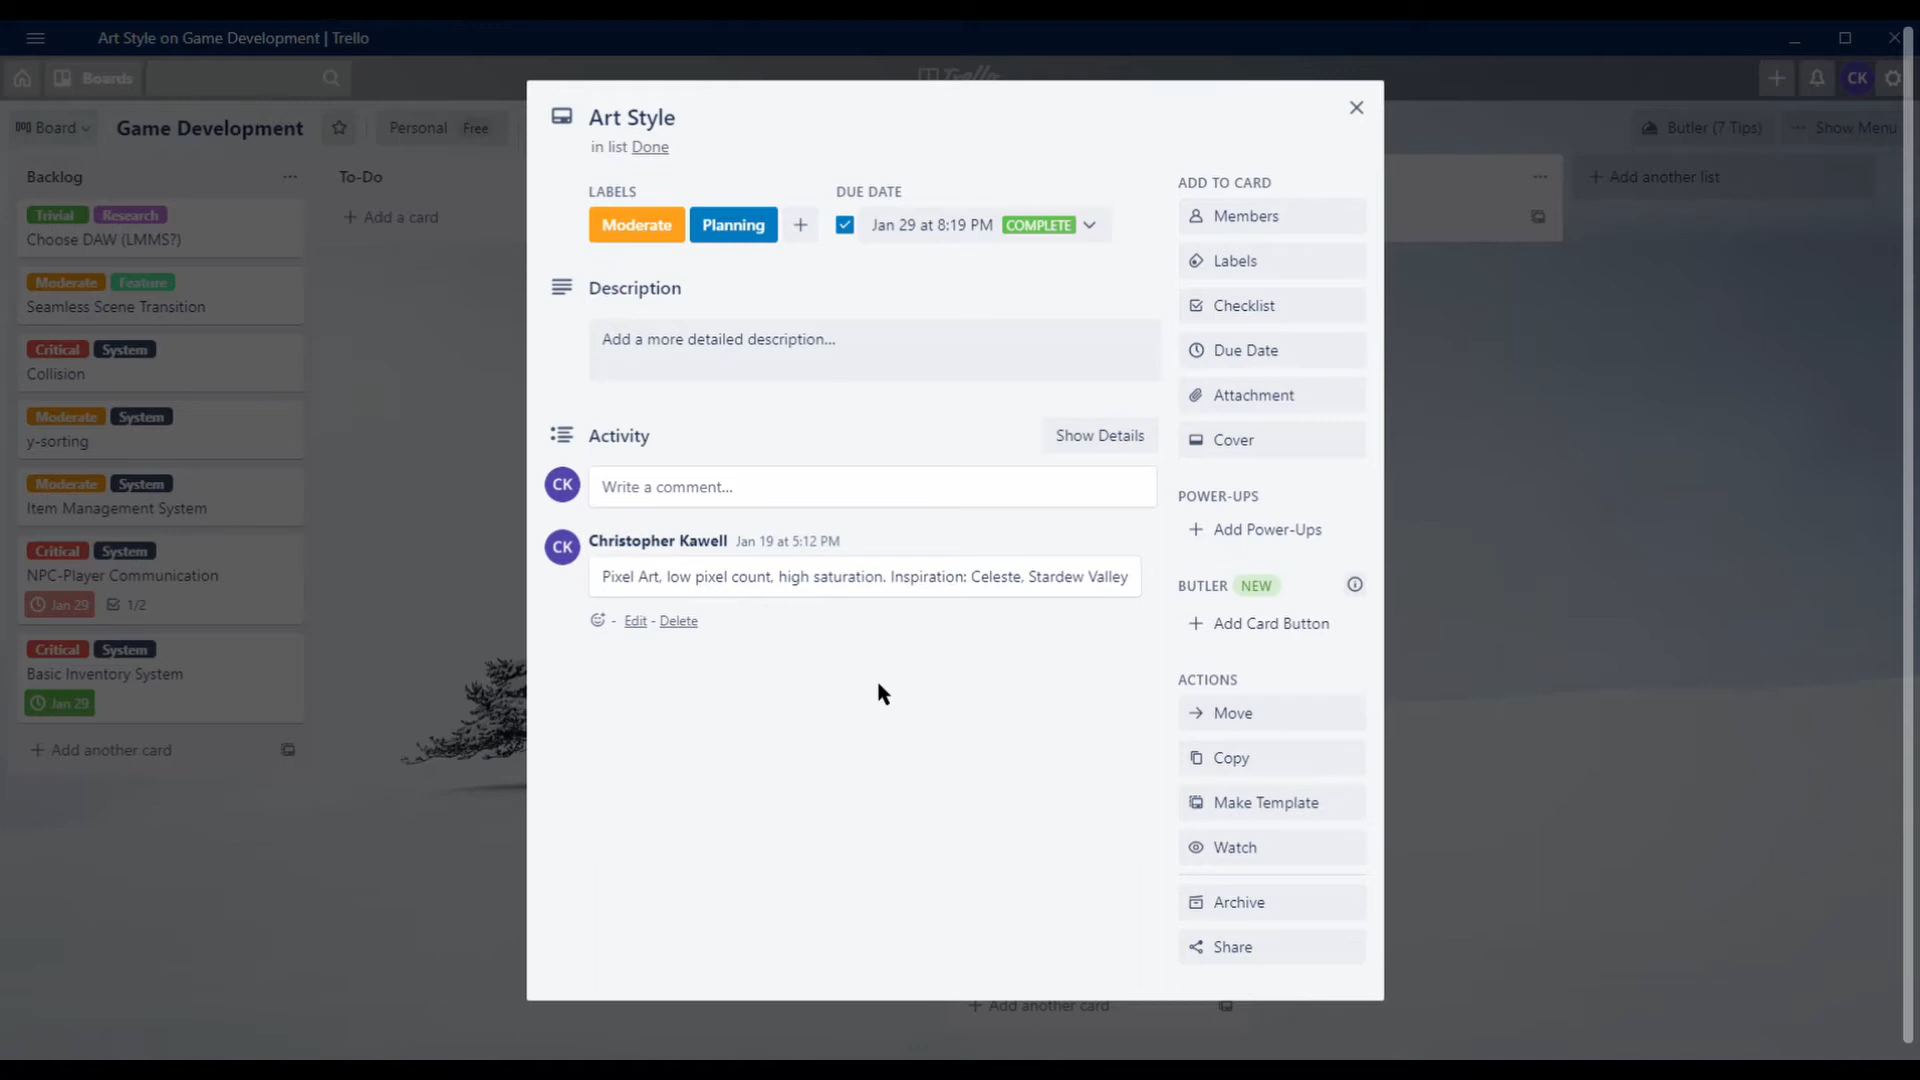 Art Style on Game Development | Trello
Boards
Trello
CK
Board
Game Development
Personal Free
Butler (7 Tips)
Show Menu
Backlog
Trivial Research
Choose DAW (LMMS?)
Moderate Feature
Seamless Scene Transition
Critical System
Collision
Moderate System
y-sorting
Moderate System
Item Management System
Critical System
NPC-Player Communication
Jan 29 1/2
Critical System
Basic Inventory System
Jan 29
+ Add another card
To-Do
+ Add a card
Art Style
in list Done
LABELS
Moderate Planning +
DUE DATE
Jan 29 at 8:19 PM COMPLETE
Description
Add a more detailed description...
Activity
Show Details
CK
Write a comment...
CK
Christopher Kawell Jan 19 at 5:12 PM
Pixel Art, low pixel count, high saturation. Inspiration: Celeste, Stardew Valley
- Edit - Delete
ADD TO CARD
Members
Labels
Checklist
Due Date
Attachment
Cover
POWER-UPS
+ Add Power-Ups
BUTLER NEW
+ Add Card Button
ACTIONS
Move
Copy
Make Template
Watch
Archive
Share
+ Add another card
+ Add another list